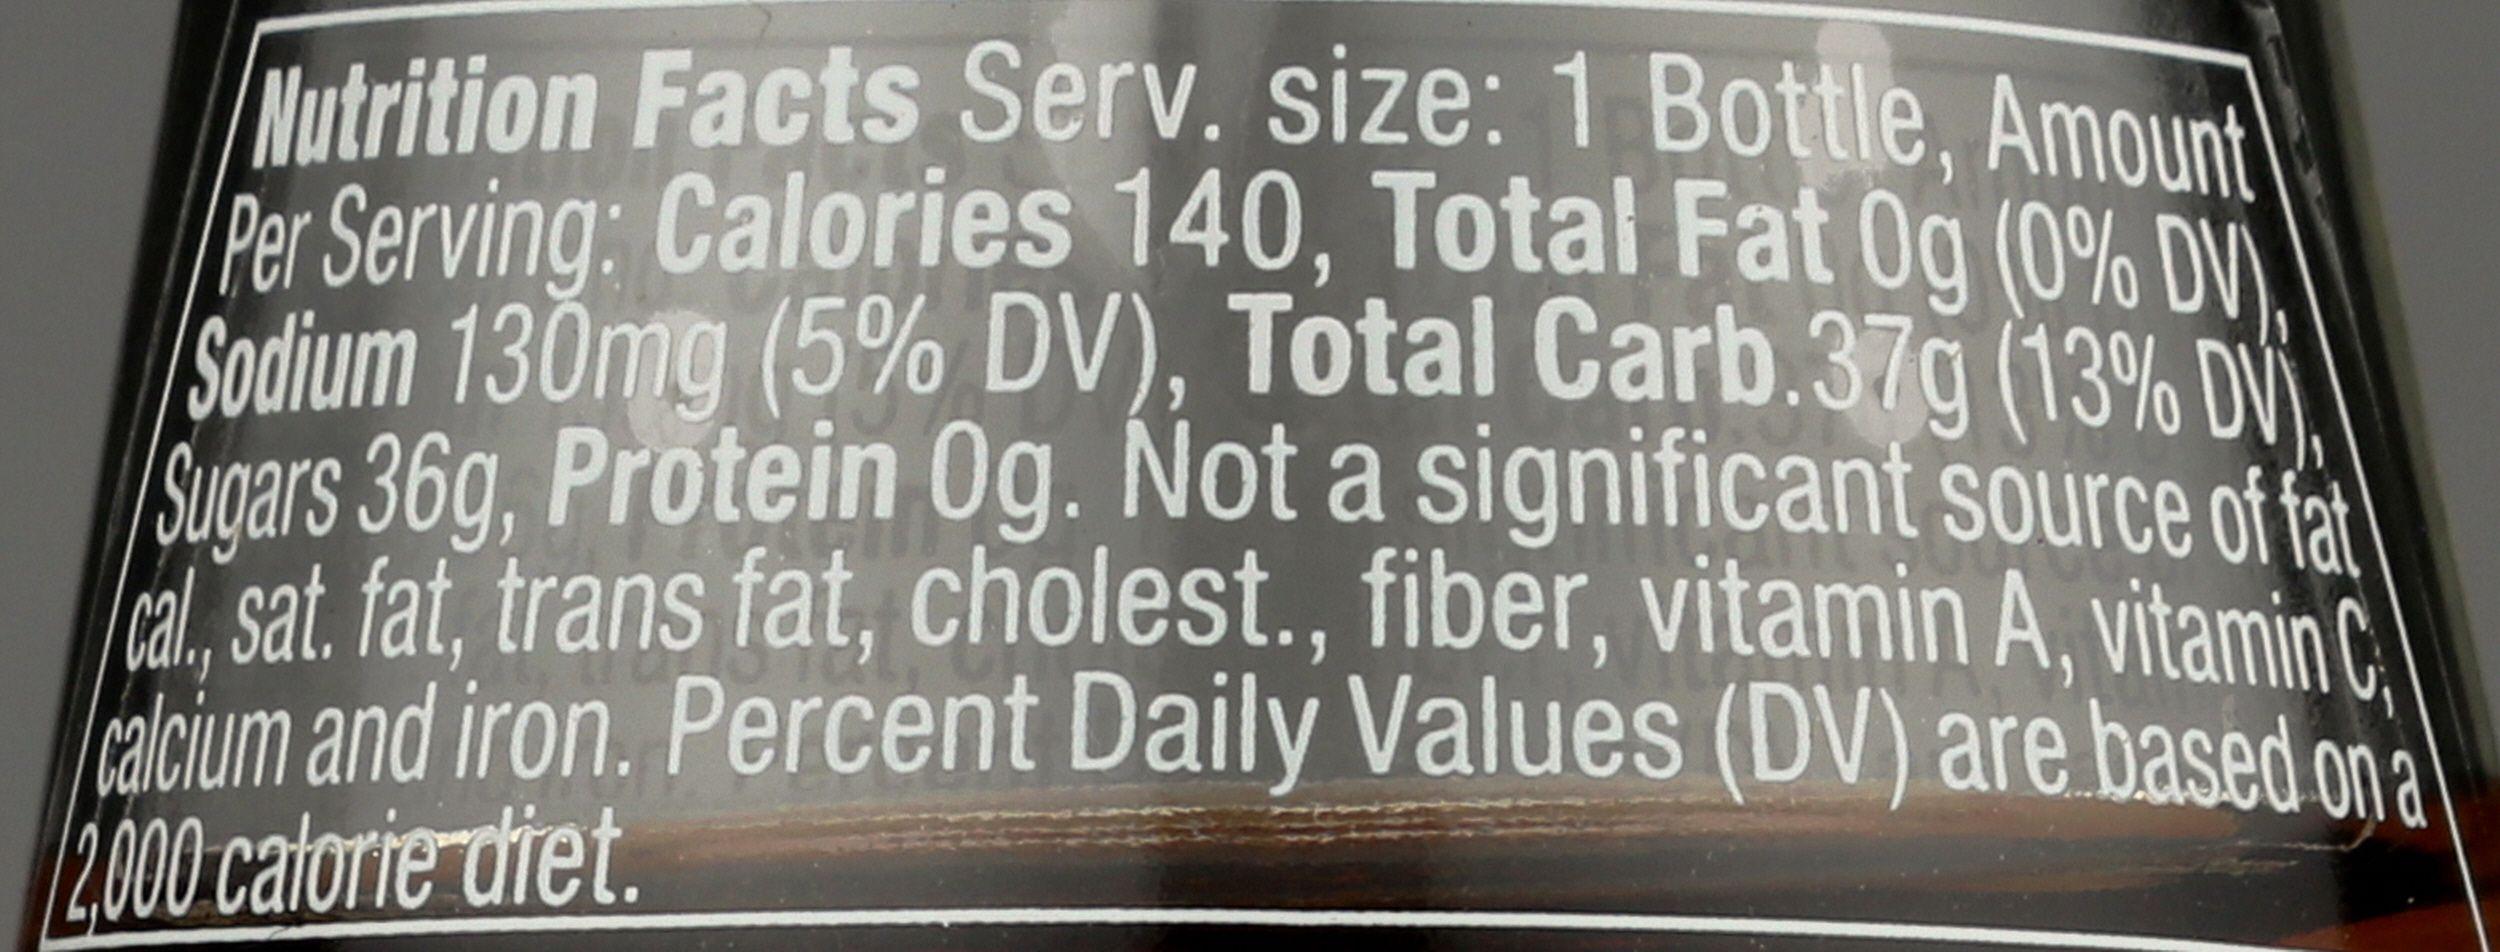 Nutrition Facts Serv. size: 1 Bottle, Amount
Per Serving: Calories 140, Total Fat 0g (0% DV),
Sodium 130mg (5% DV), Total Carb.37g (13% DV),
Sugars 36g, Protein 0g. Not a significant source of fat
cal., sat. fat, trans fat, cholest., fiber, vitamin A, vitamin C,
calcium and iron. Percent Daily Values (DV) are based on a
2,000 calorie diet.